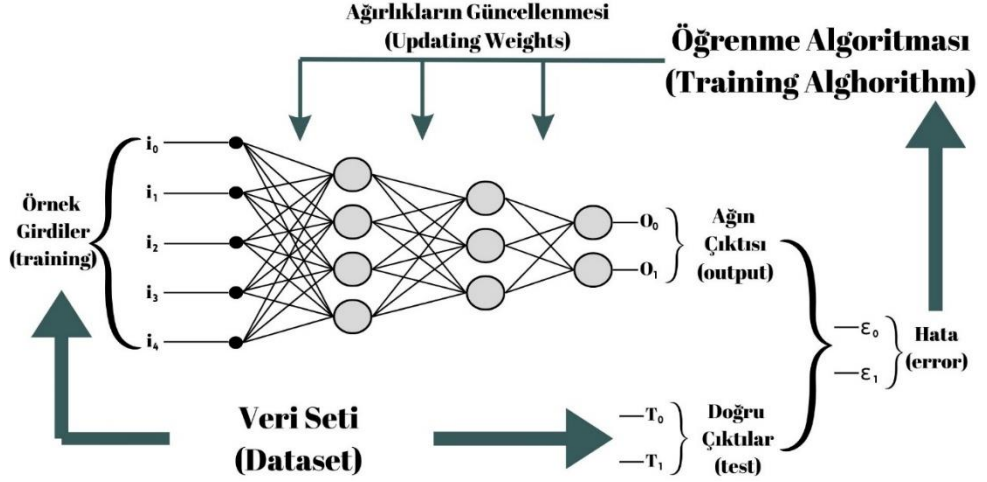 Ağırlıkların Güncellenmesi
(Updating Weights)
Öğrenme Algoritması
(Training Alghorithm)
Örnek
Girdiler
(training)
i₀
i₁
i₂
i₃
i₄
O₀
O₁
Ağın
Çıktısı
(output)
ε₀
ε₁
Hata
(error)
Veri Seti
(Dataset)
T₀
T₁
Doğru
Çıktılar
(test)